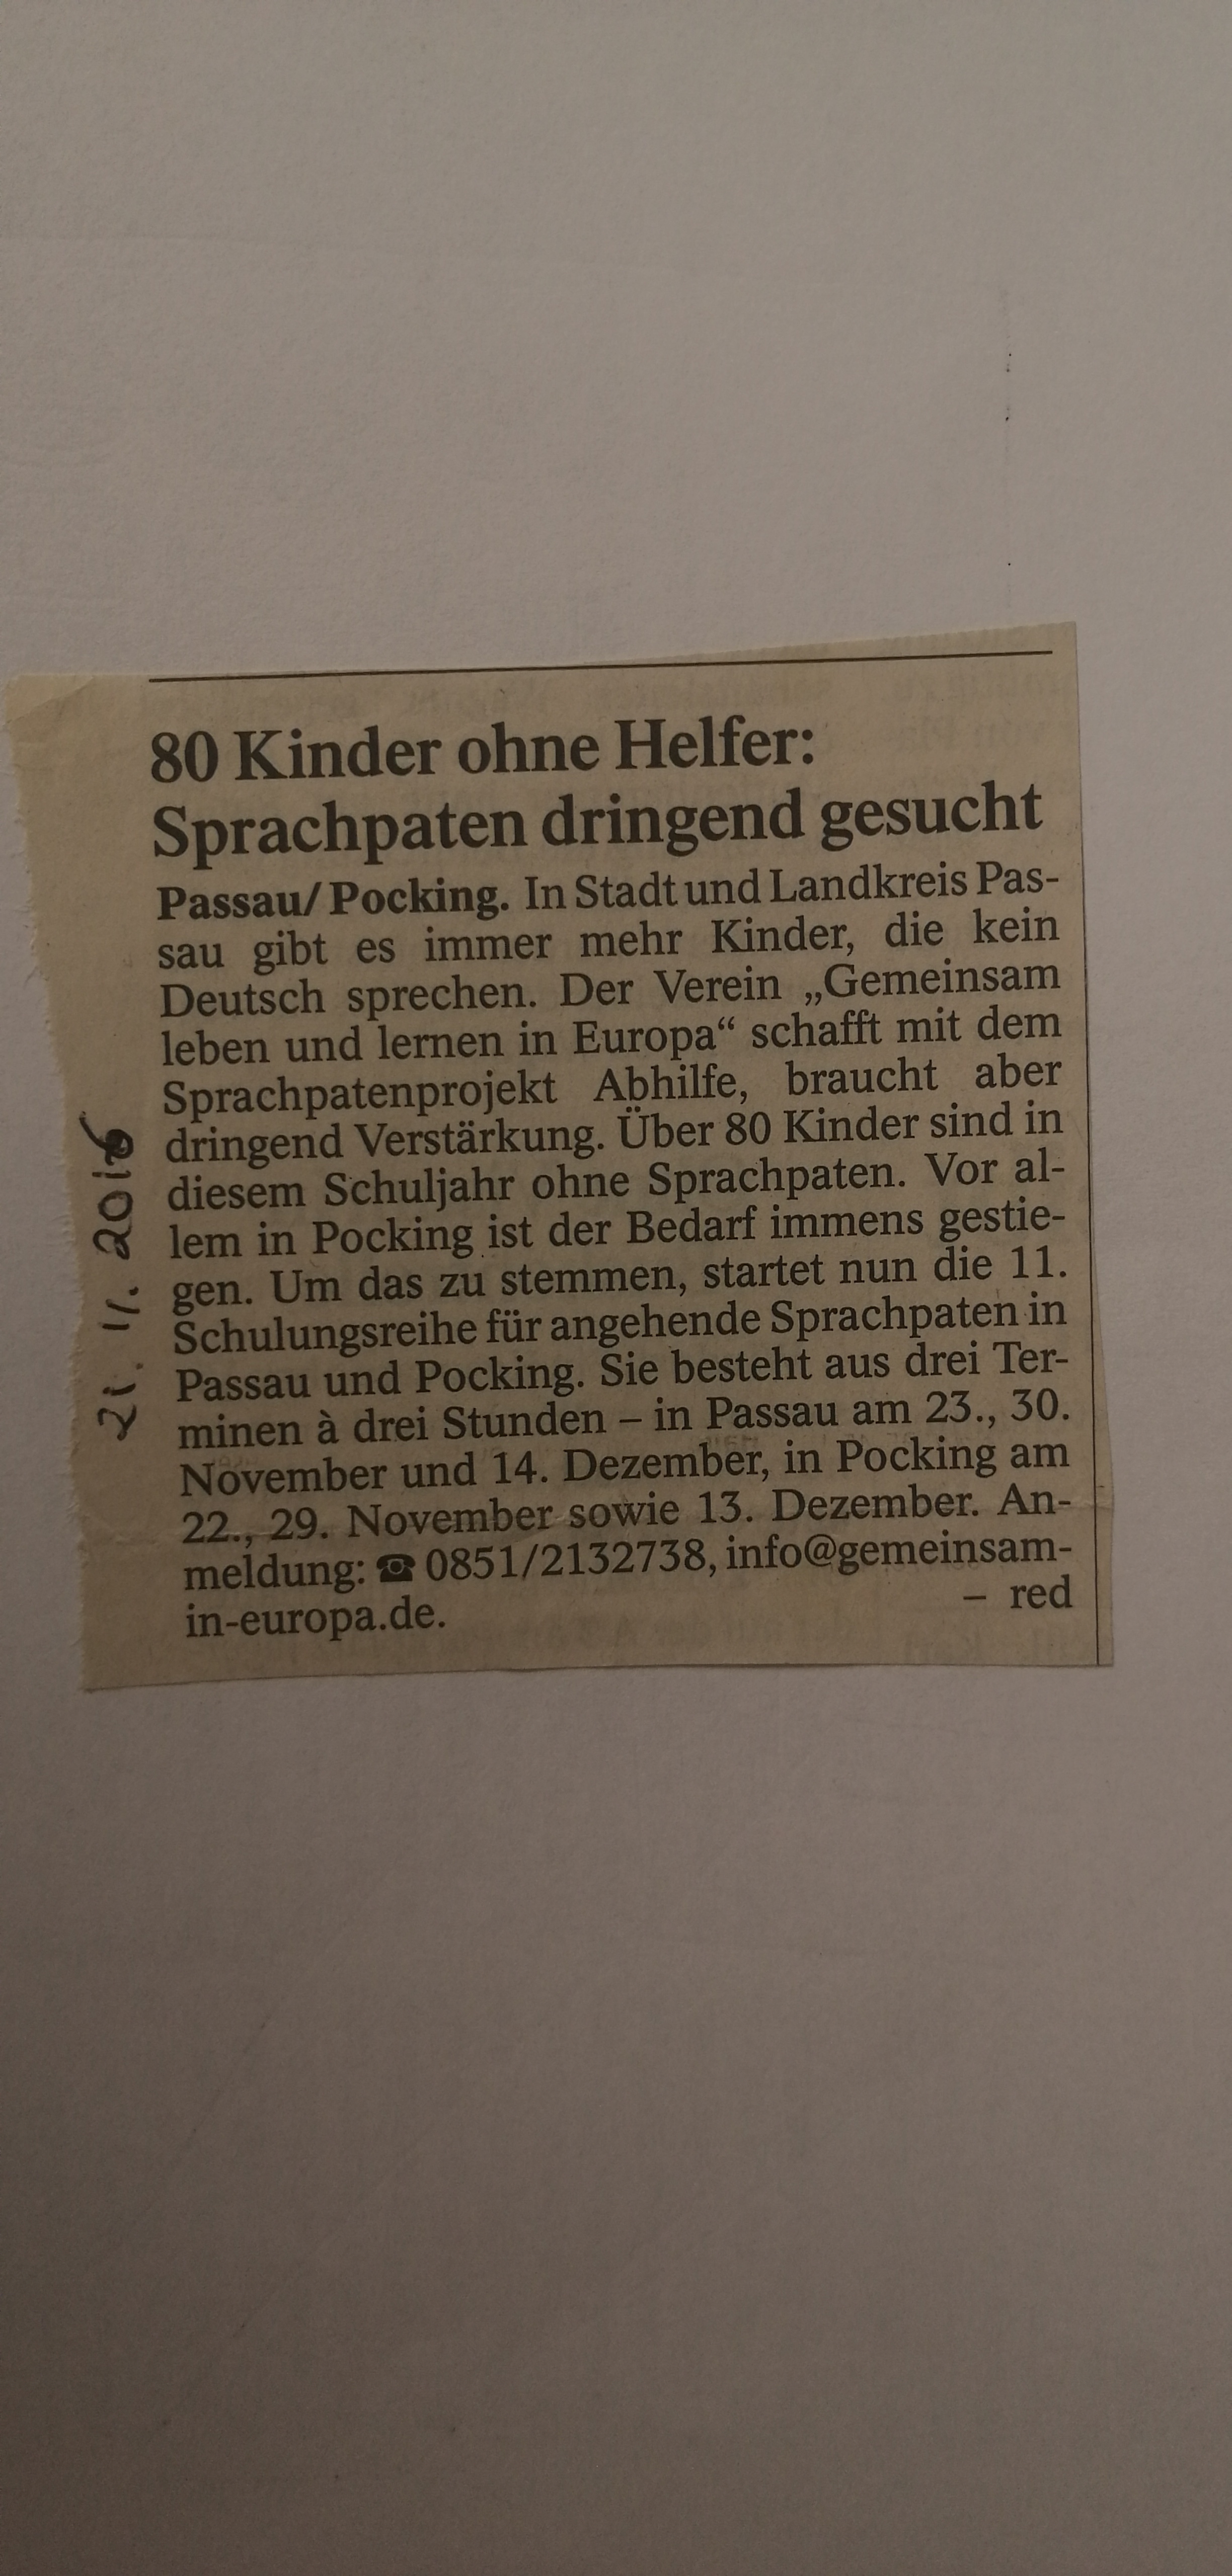 80 Kinder ohne Helfer:
Sprachpaten dringend gesucht
Passau/Pocking. In Stadt und Landkreis Pas-
sau gibt es immer mehr Kinder, die kein
Deutsch sprechen. Der Verein „Gemeinsam
leben und lernen in Europa“ schafft mit dem
Sprachpatenprojekt Abhilfe, braucht aber
dringend Verstärkung. Über 80 Kinder sind in
diesem Schuljahr ohne Sprachpaten. Vor al-
lem in Pocking ist der Bedarf immens gestie-
gen. Um das zu stemmen, startet nun die 11.
Schulungsreihe für angehende Sprachpaten in
Passau und Pocking. Sie besteht aus drei Ter-
minen à drei Stunden – in Passau am 23., 30.
November und 14. Dezember, in Pocking am
22., 29. November sowie 13. Dezember. An-
meldung: ☎ 0851/2132738, info@gemeinsam-
in-europa.de. – red
21. 11. 2016